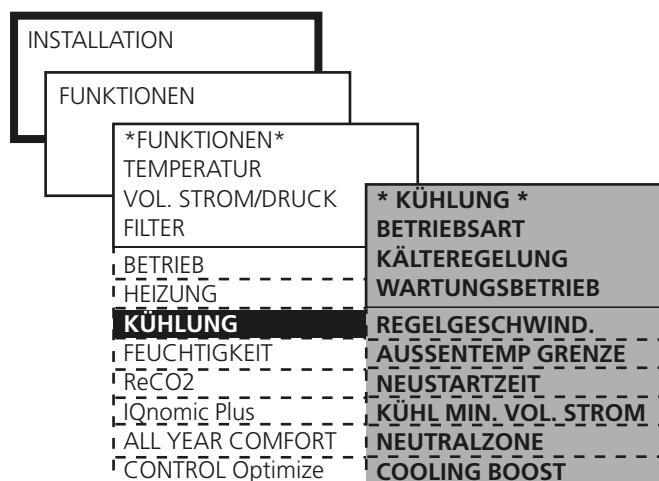 INSTALLATION
FUNKTIONEN
*FUNKTIONEN*
TEMPERATUR
VOL. STROM/DRUCK
FILTER
BETRIEB
HEIZUNG
KÜHLUNG
FEUCHTIGKEIT
ReCO2
IQnomic Plus
ALL YEAR COMFORT
CONTROL Optimize
* KÜHLUNG *
BETRIEBSART
KÄLTEREGELUNG
WARTUNGSBETRIEB
REGELGESCHWIND.
AUSSENTEMP GRENZE
NEUSTARTZEIT
KÜHL MIN. VOL. STROM
NEUTRALZONE
COOLING BOOST